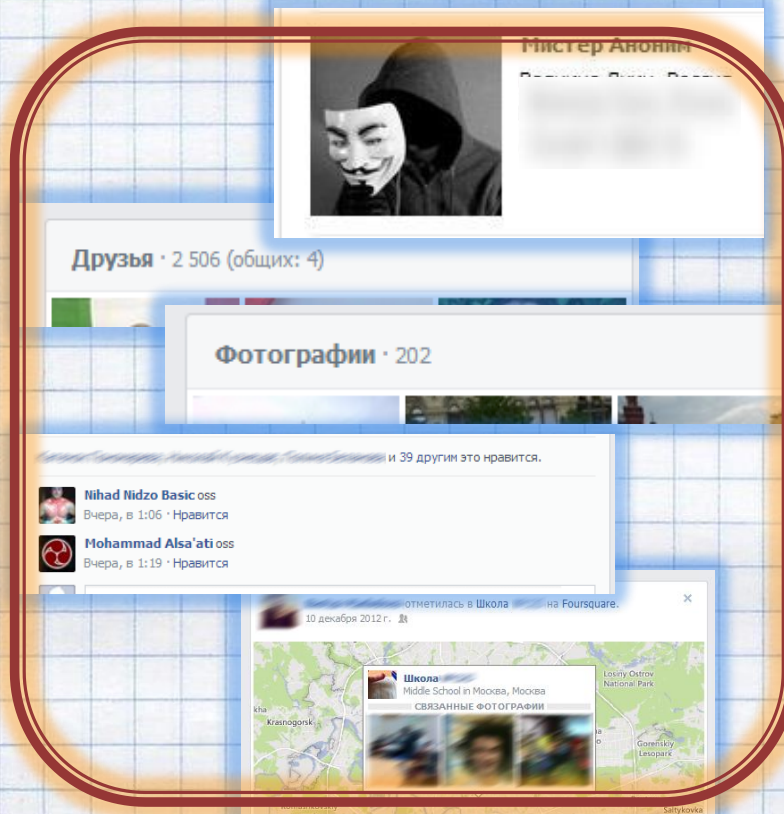 Мистер Аноним
Друзья · 2 506 (общих: 4)
Фотографии · 202
и 39 другим это нравится.
Nihad Nidzo Basic oss
Вчера, в 1:06 · Нравится
Mohammad Alsa'ati oss
Вчера, в 1:19 · Нравится
отметилась в Школа на Foursquare.
10 декабря 2012 г.
Школа
Middle School in Москва, Москва
СВЯЗАННЫЕ ФОТОГРАФИИ
Losiny Ostrov
National Park
kha
Krasnogorsk
Gorenskiy
Lesopark
Saltykovka